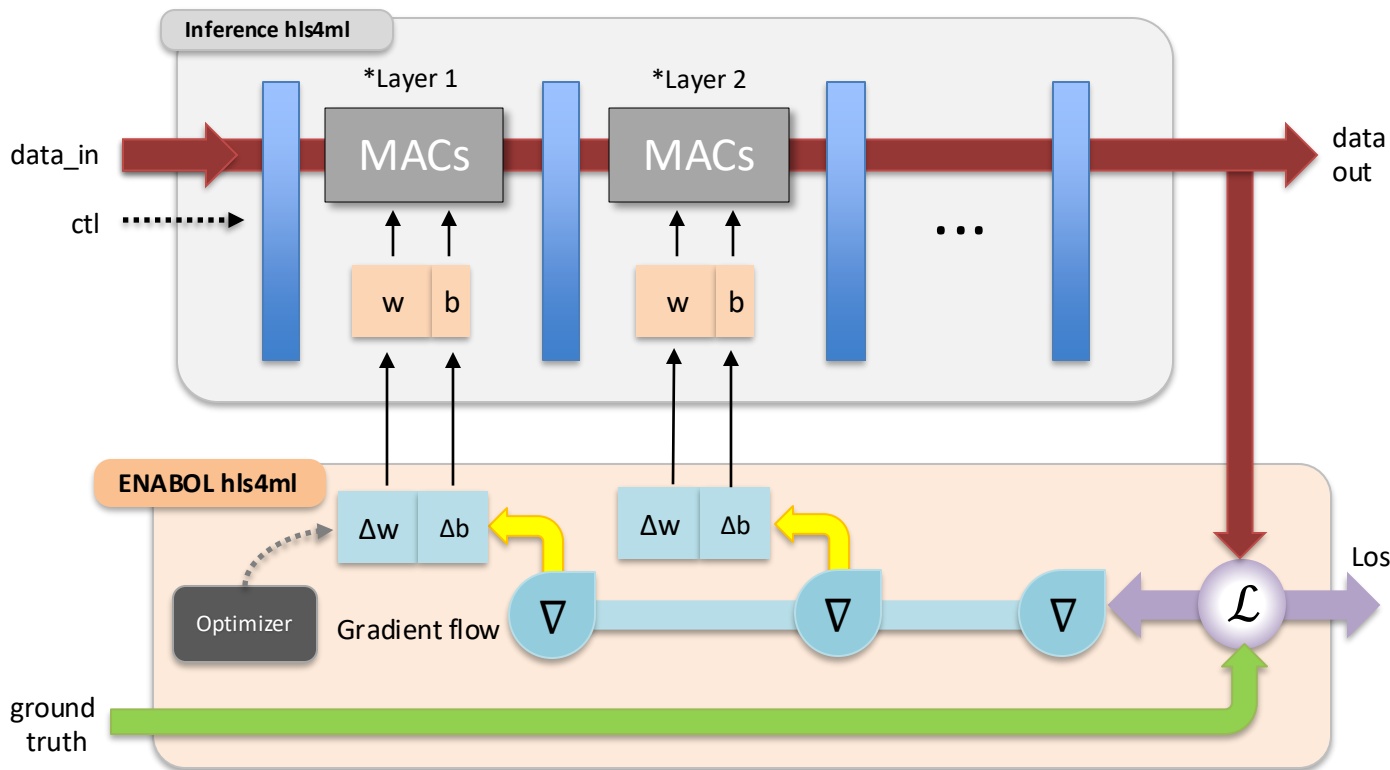 Inference hls4ml
*Layer 1
*Layer 2
data_in
MACs
MACs
data
out
ctl
...
w
b
w
b
ENABOL hls4ml
Δw
Δb
Δw
Δb
Los
Optimizer
Gradient flow
∇
∇
∇
ℒ
ground
truth